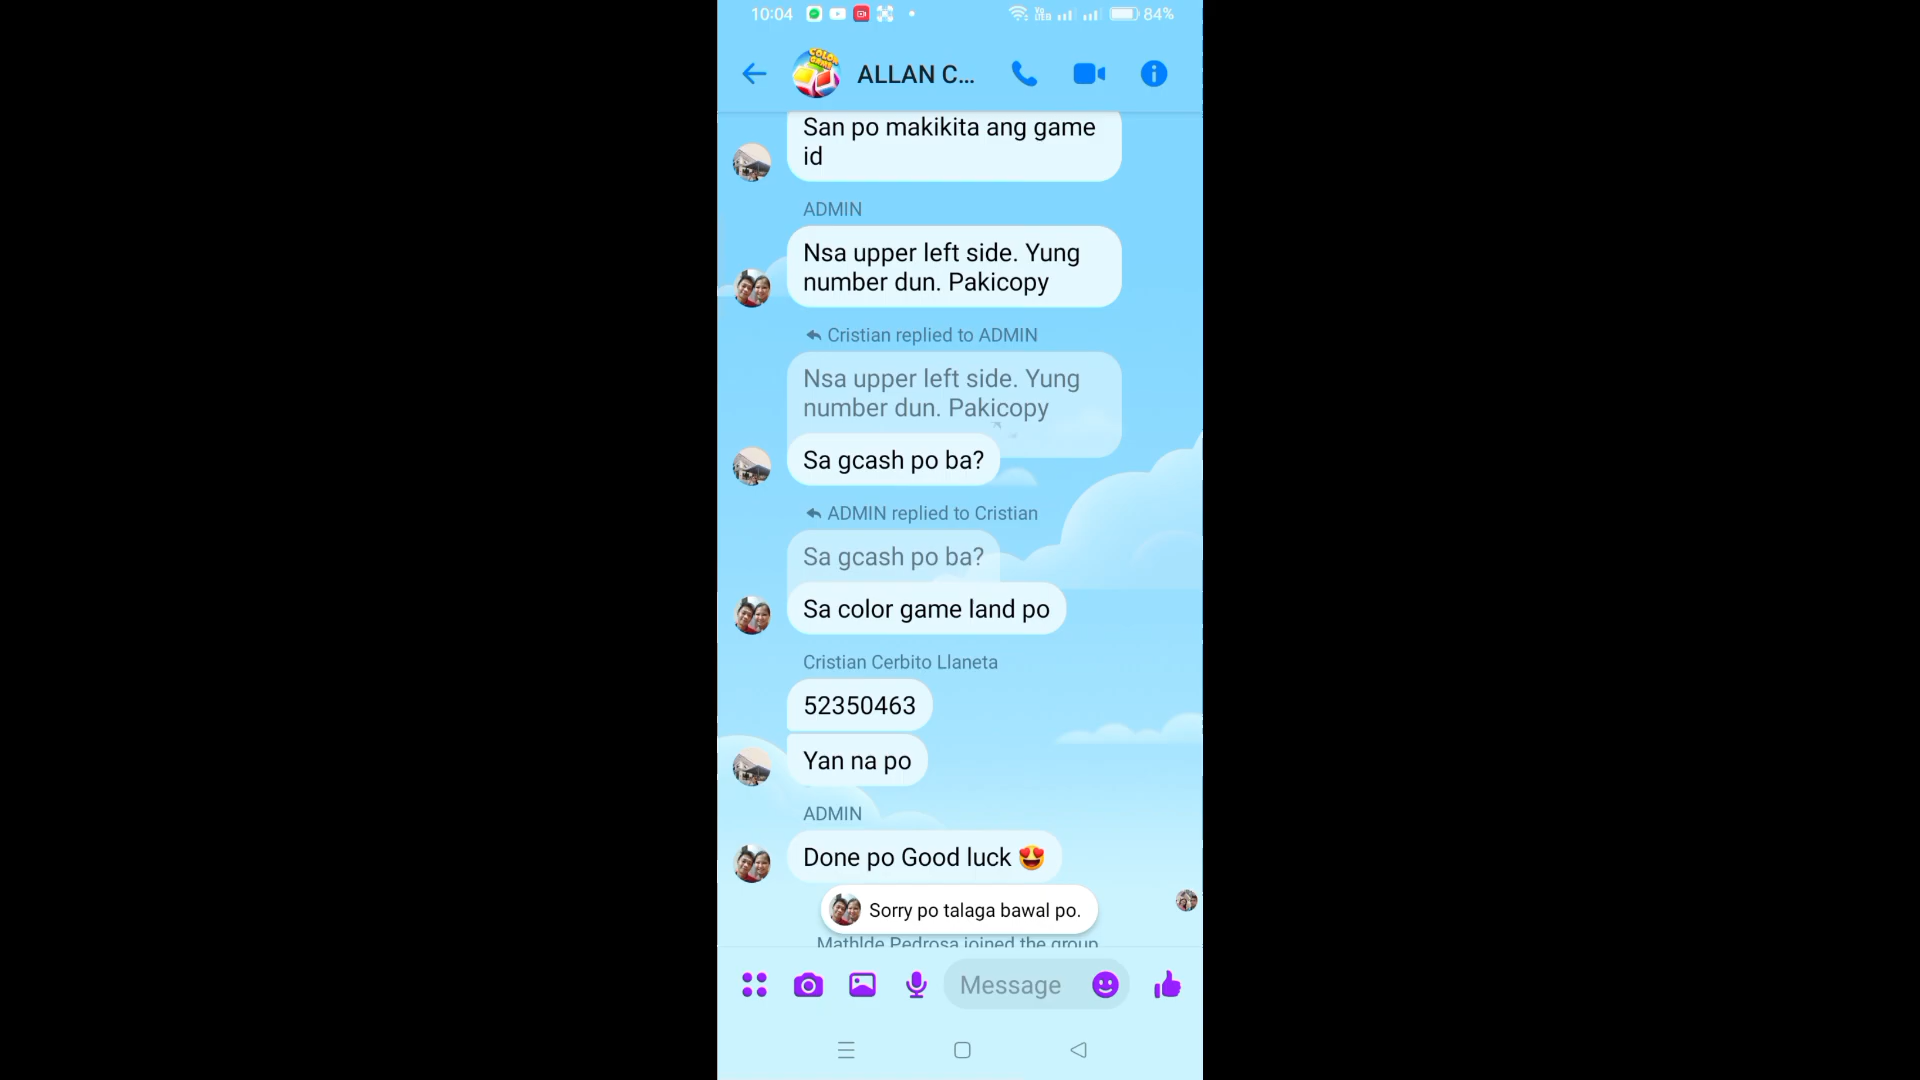 10:04
84%
COLOR GAME
ALLAN C...
San po makikita ang game
id
ADMIN
Nsa upper left side. Yung
number dun. Pakicopy
Cristian replied to ADMIN
Nsa upper left side. Yung
number dun. Pakicopy
Sa gcash po ba?
ADMIN replied to Cristian
Sa gcash po ba?
Sa color game land po
Cristian Cerbito Llaneta
52350463
Yan na po
ADMIN
Done po Good luck 😍
Sorry po talaga bawal po.
Mathlde Pedrosa joined the group
Message